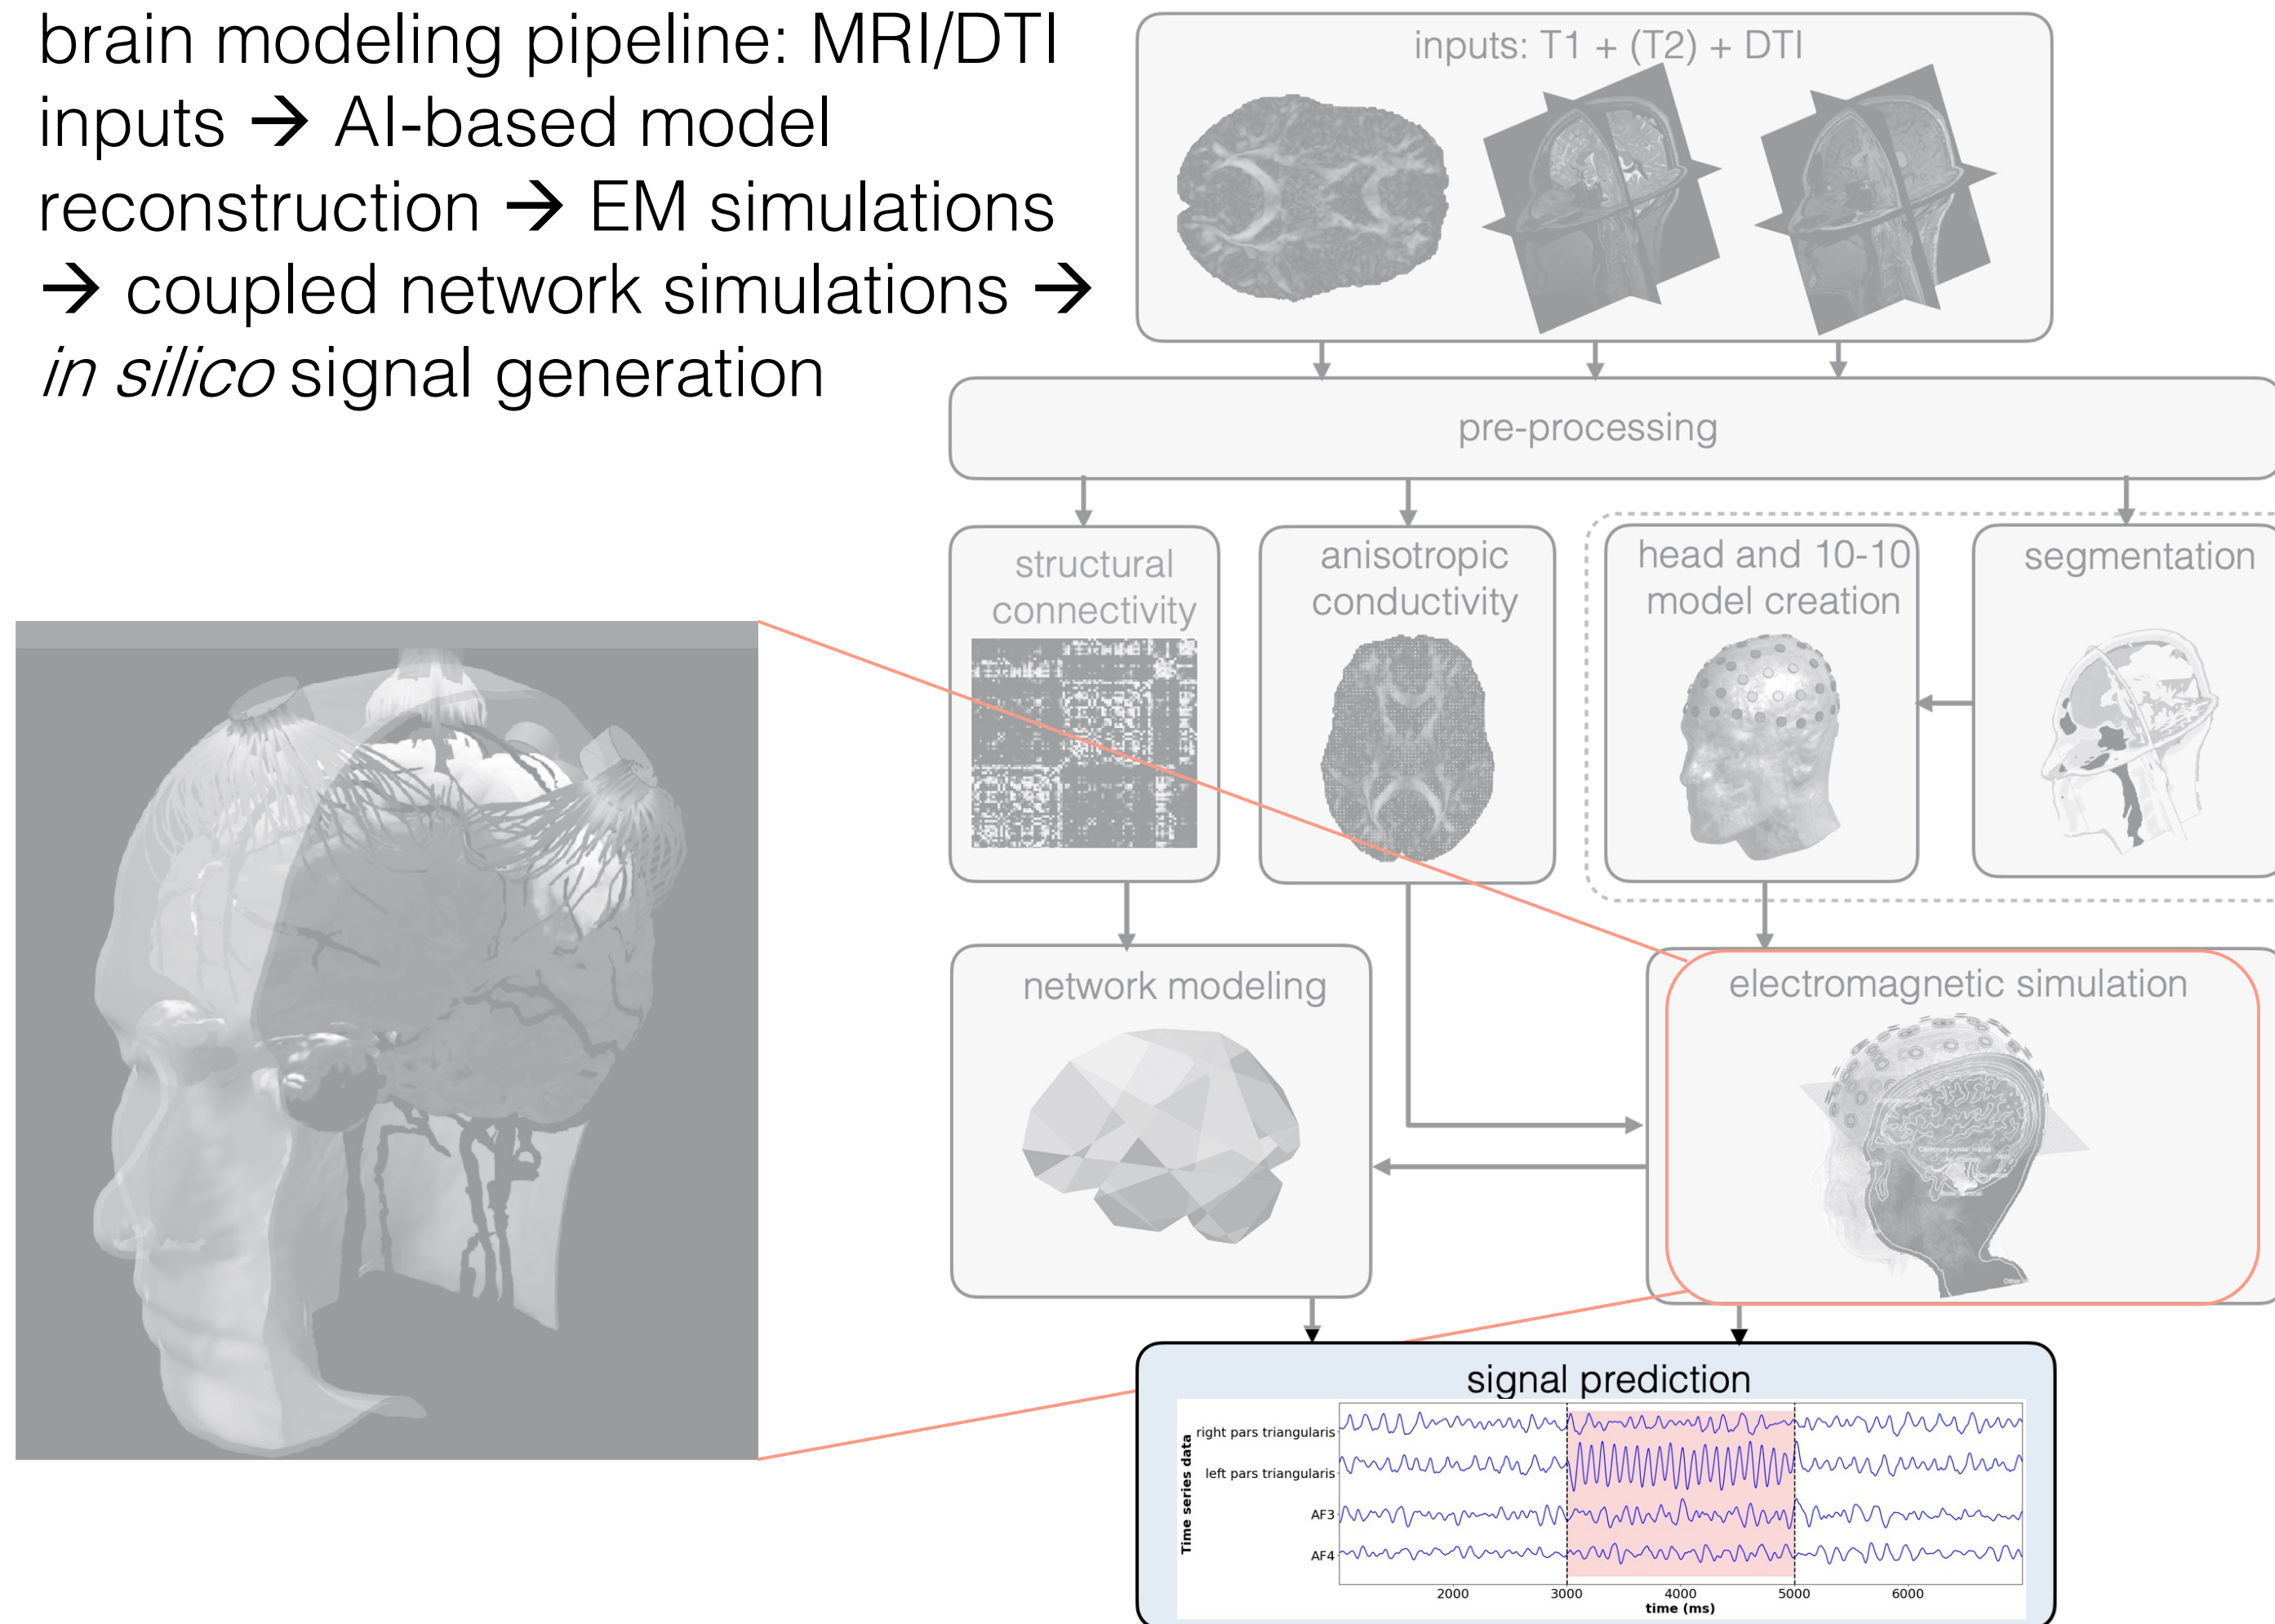 brain modeling pipeline: MRI/DTI
inputs → AI-based model
reconstruction → EM simulations
→ coupled network simulations →
in silico signal generation
inputs: T1 + (T2) + DTI
pre-processing
structural
connectivity
anisotropic
conductivity
head and 10-10
model creation
segmentation
network modeling
electromagnetic simulation
signal prediction
Time series data
right pars triangularis
left pars triangularis
AF3
AF4
2000 3000 4000 5000 6000
time (ms)